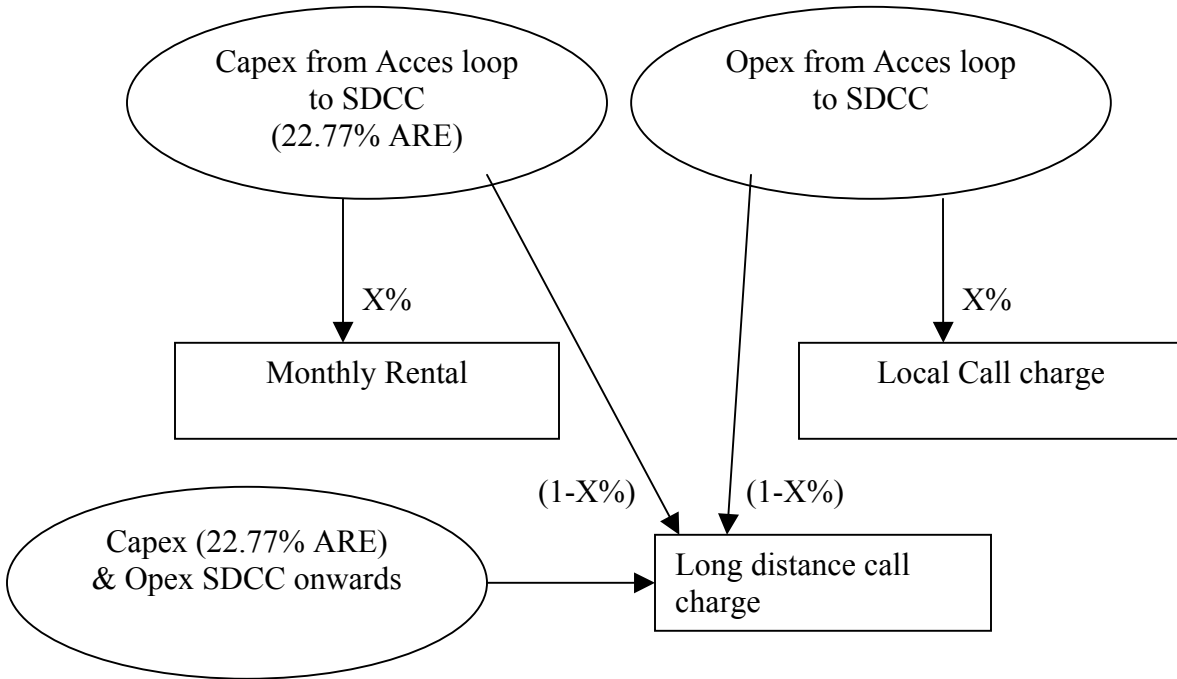 Capex from Acces loop
to SDCC
(22.77% ARE)
Opex from Acces loop
to SDCC
X%
X%
Monthly Rental
Local Call charge
(1-X%)
(1-X%)
Capex (22.77% ARE)
& Opex SDCC onwards
Long distance call
charge